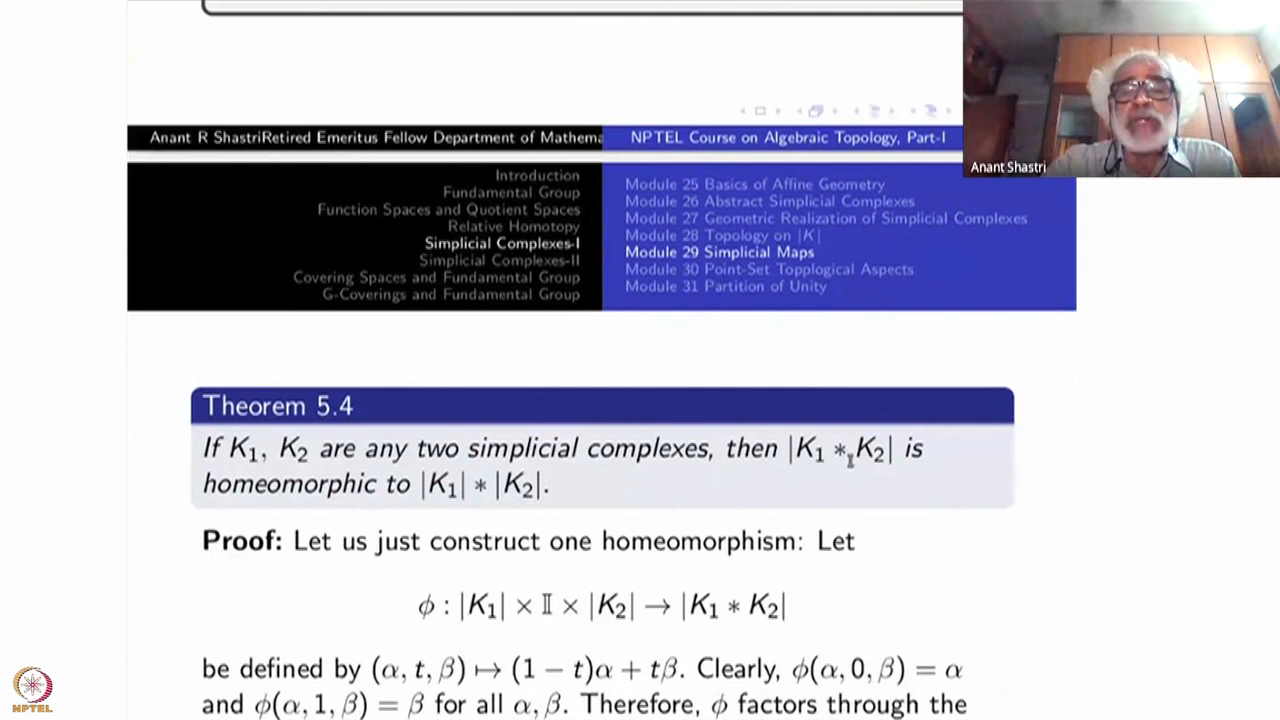 Anant R ShastriRetired Emeritus Fellow Department of Mathema
NPTEL Course on Algebraic Topology, Part-I
Anant Shastri
Introduction
Fundamental Group
Function Spaces and Quotient Spaces
Relative Homotopy
Simplicial Complexes-I
Simplicial Complexes-II
Covering Spaces and Fundamental Group
G-Coverings and Fundamental Group
Module 25 Basics of Affine Geometry
Module 26 Abstract Simplicial Complexes
Module 27 Geometric Realization of Simplicial Complexes
Module 28 Topology on |K|
Module 29 Simplicial Maps
Module 30 Point-Set Topplogical Aspects
Module 31 Partition of Unity
Theorem 5.4
If K₁, K₂ are any two simplicial complexes, then |K₁ * K₂| is
homeomorphic to |K₁| * |K₂|.
Proof: Let us just construct one homeomorphism: Let
ϕ : |K₁| × 𝕀 × |K₂| → |K₁ * K₂|
be defined by (α, t, β) ↦ (1 − t)α + tβ. Clearly, ϕ(α, 0, β) = α
and ϕ(α, 1, β) = β for all α, β. Therefore, ϕ factors through the
NPTEL